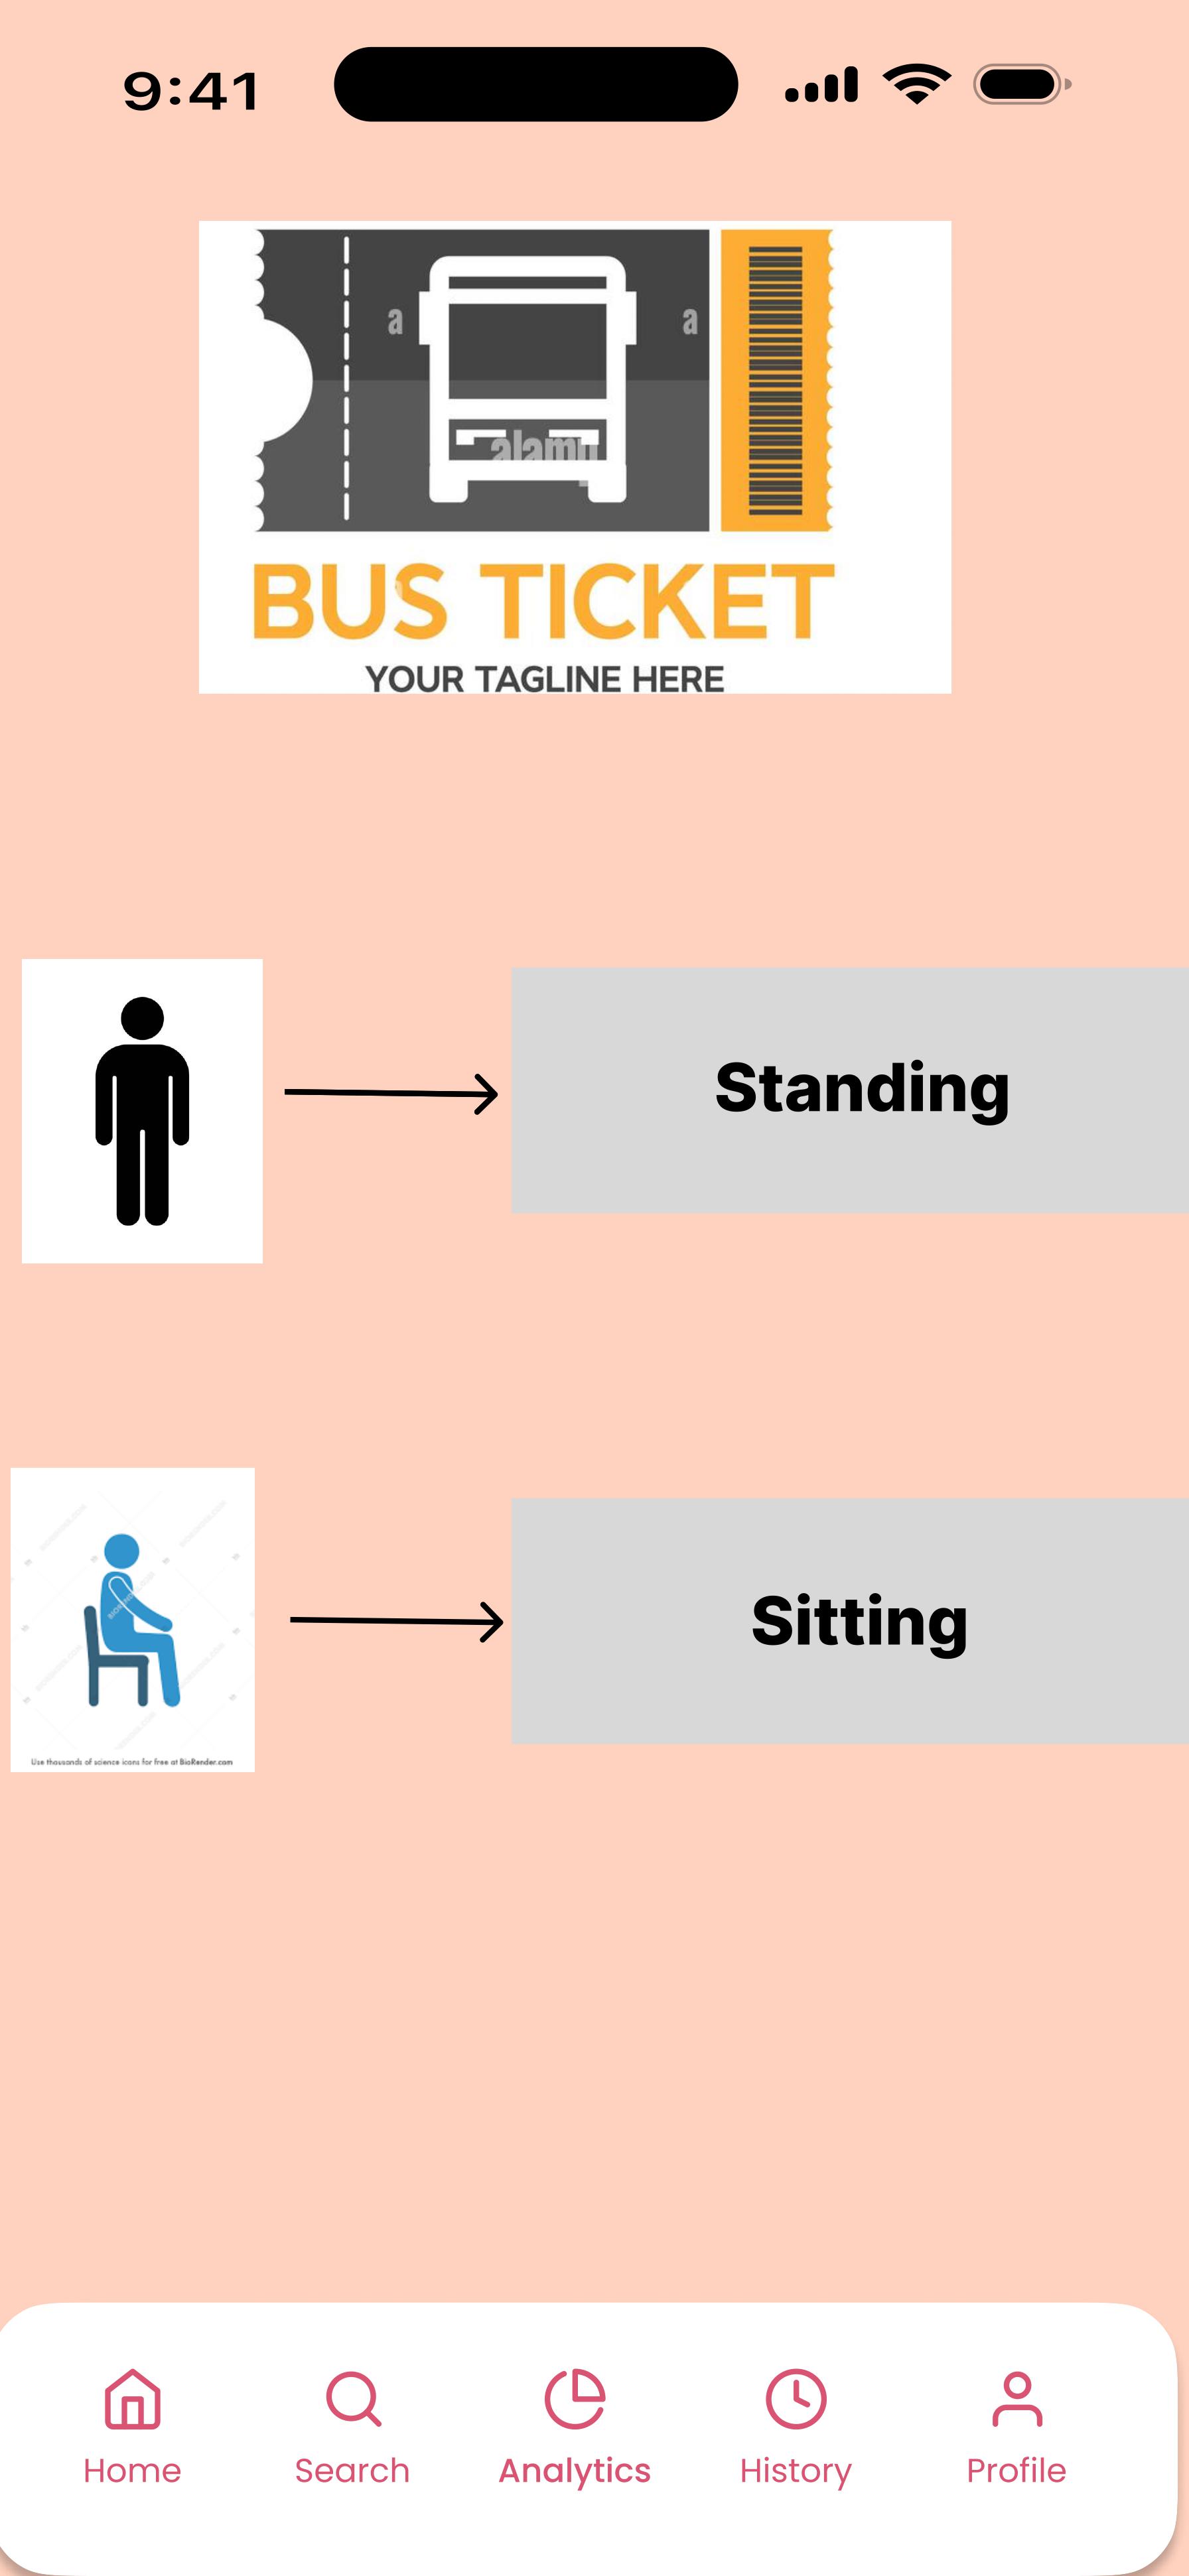 9:41
a a
alamy
BUS TICKET
YOUR TAGLINE HERE
Standing
Sitting
Use thousands of science icons for free at BioRender.com
Home Search Analytics History Profile